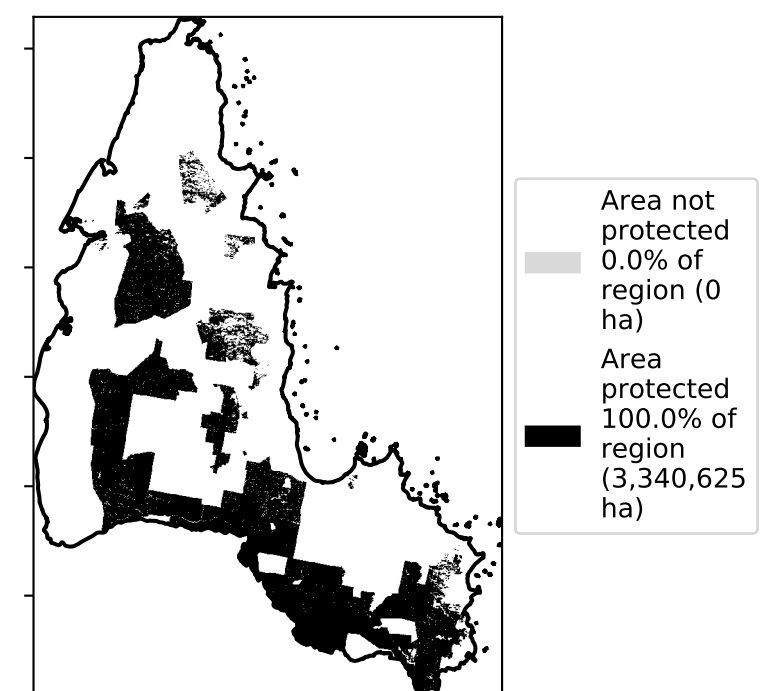 Area not
protected
0.0% of
region (0
ha)
Area
protected
100.0% of
region
(3,340,625
ha)